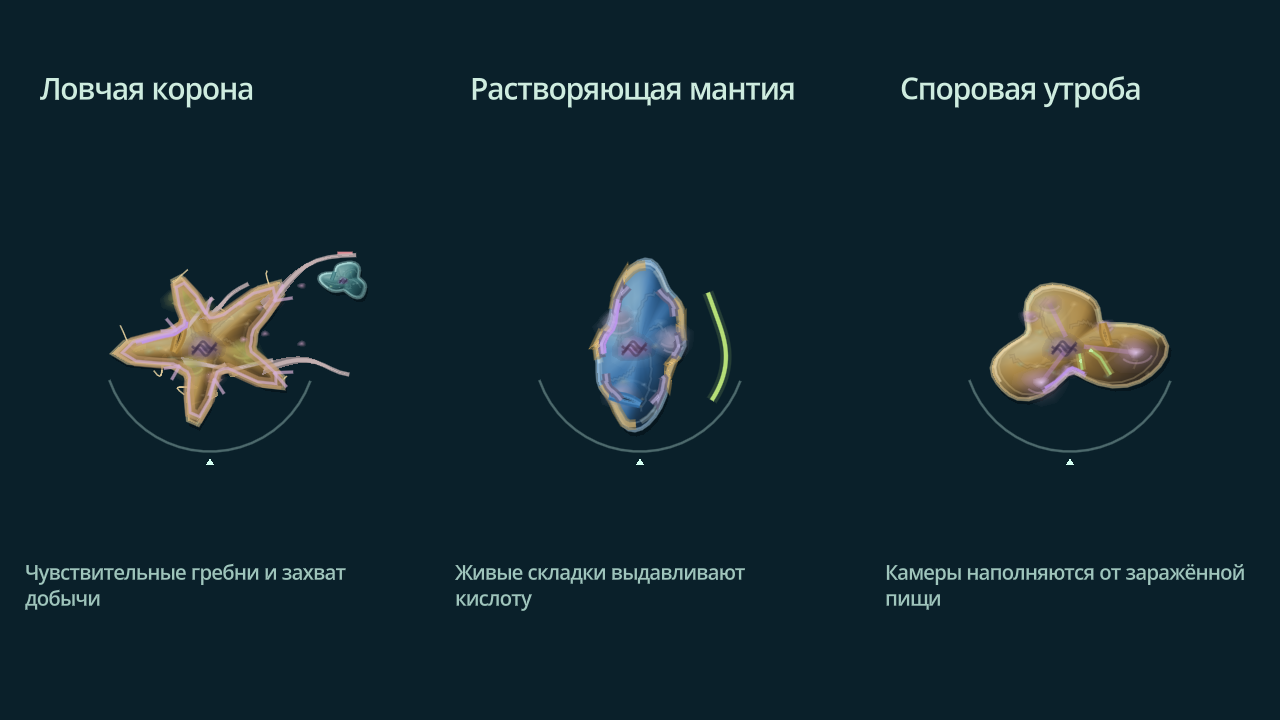 Ловчая корона
Растворяющая мантия
Споровая утроба
Чувствительные гребни и захват
добычи
Живые складки выдавливают
кислоту
Камеры наполняются от заражённой
пищи